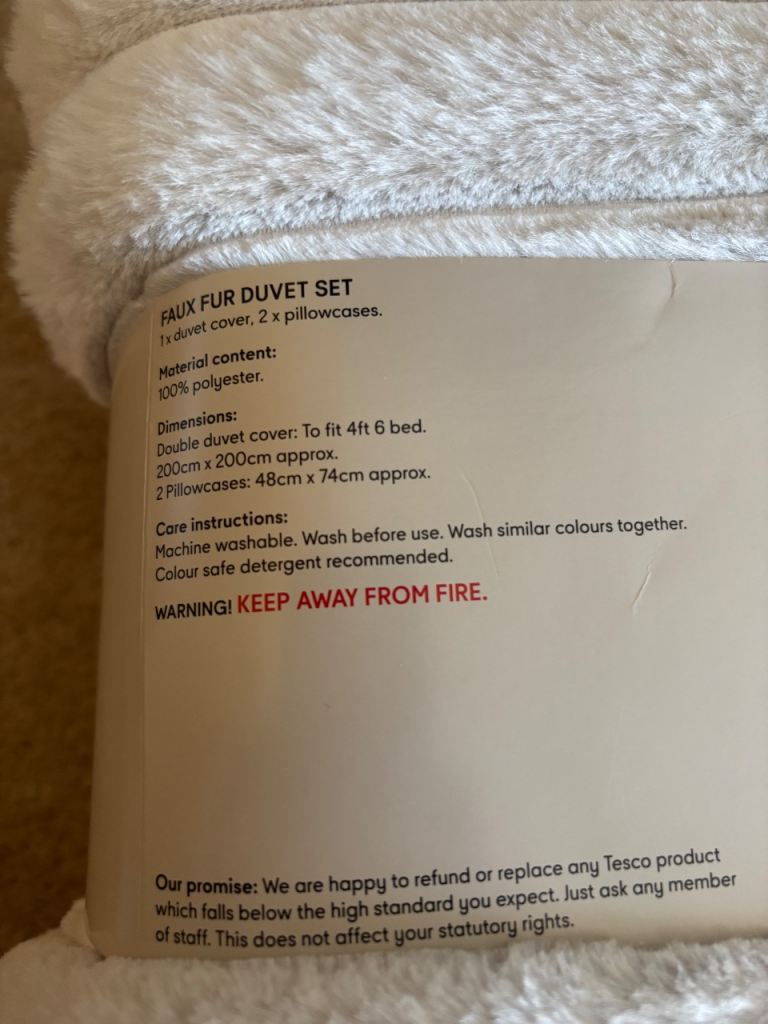 FAUX FUR DUVET SET
1 x duvet cover, 2 x pillowcases.
Material content:
100% polyester.
Dimensions:
Double duvet cover: To fit 4ft 6 bed.
200cm x 200cm approx.
2 Pillowcases: 48cm x 74cm approx.
Care instructions:
Machine washable. Wash before use. Wash similar colours together.
Colour safe detergent recommended.
WARNING! KEEP AWAY FROM FIRE.
Our promise: We are happy to refund or replace any Tesco product
which falls below the high standard you expect. Just ask any member
of staff. This does not affect your statutory rights.